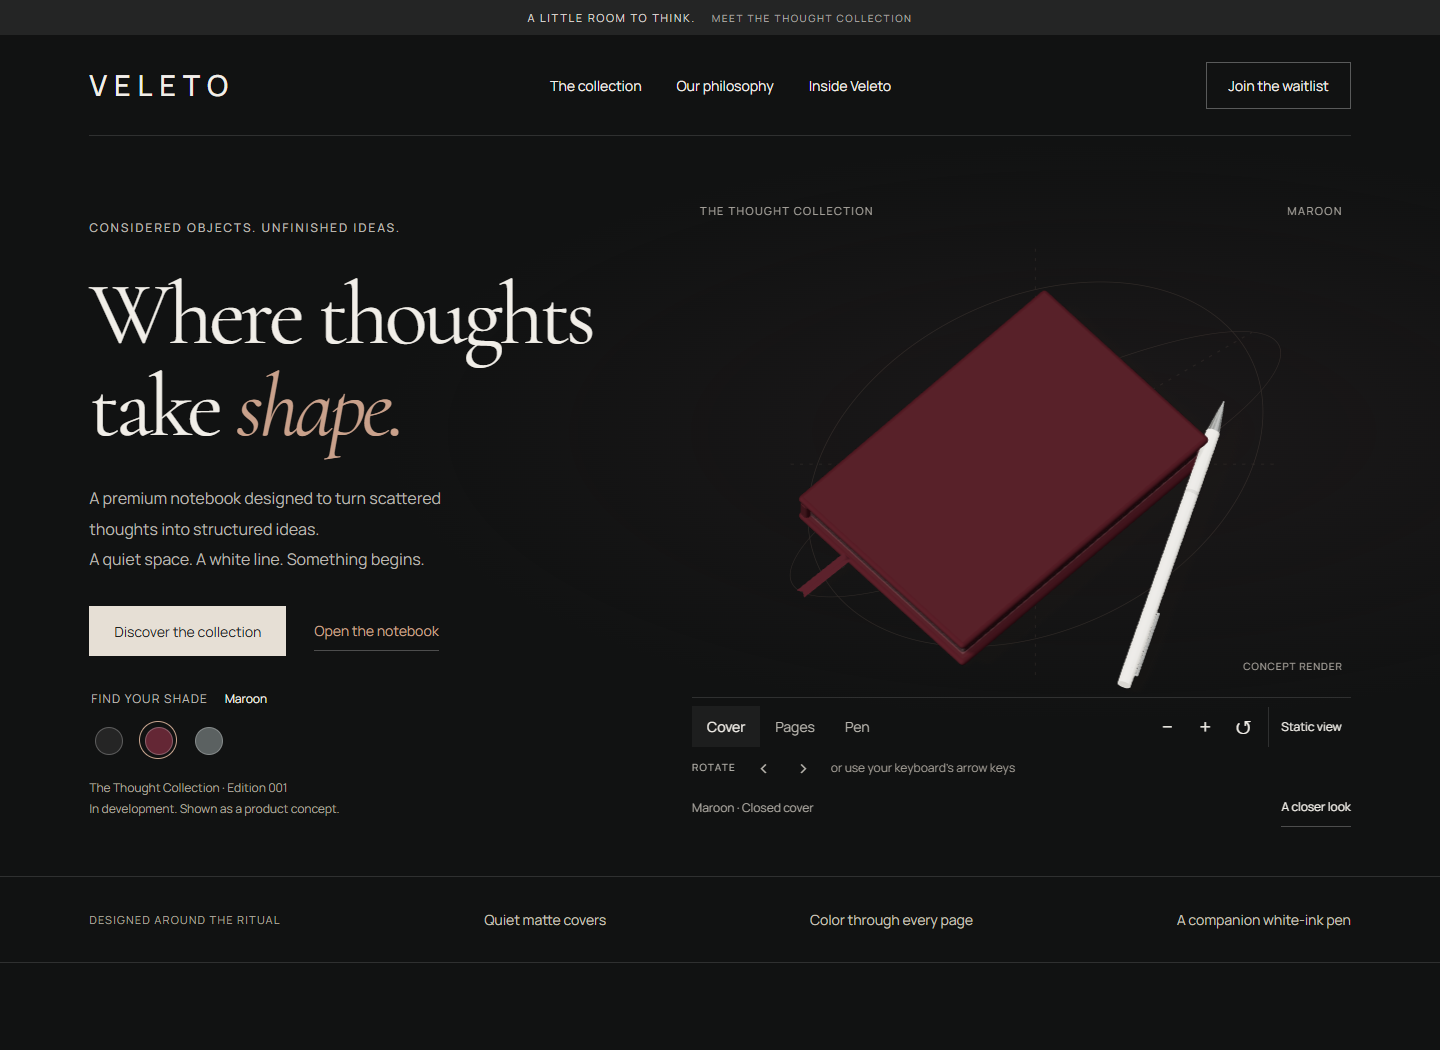 A LITTLE ROOM TO THINK. MEET THE THOUGHT COLLECTION
VELETO
The collection
Our philosophy
Inside Veleto
Join the waitlist
CONSIDERED OBJECTS. UNFINISHED IDEAS.
Where thoughts
take shape.
A premium notebook designed to turn scattered
thoughts into structured ideas.
A quiet space. A white line. Something begins.
Discover the collection
Open the notebook
FIND YOUR SHADE Maroon
The Thought Collection · Edition 001
In development. Shown as a product concept.
THE THOUGHT COLLECTION
MAROON
CONCEPT RENDER
Cover
Pages
Pen
− + ↺
Static view
ROTATE ‹ › or use your keyboard's arrow keys
Maroon · Closed cover
A closer look
DESIGNED AROUND THE RITUAL
Quiet matte covers
Color through every page
A companion white-ink pen